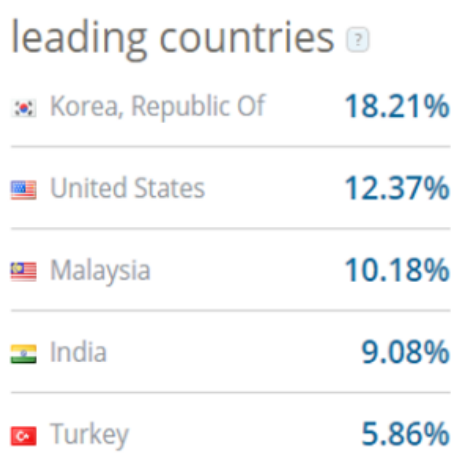 leading countries ?
Korea, Republic Of 18.21%
United States 12.37%
Malaysia 10.18%
India 9.08%
Turkey 5.86%